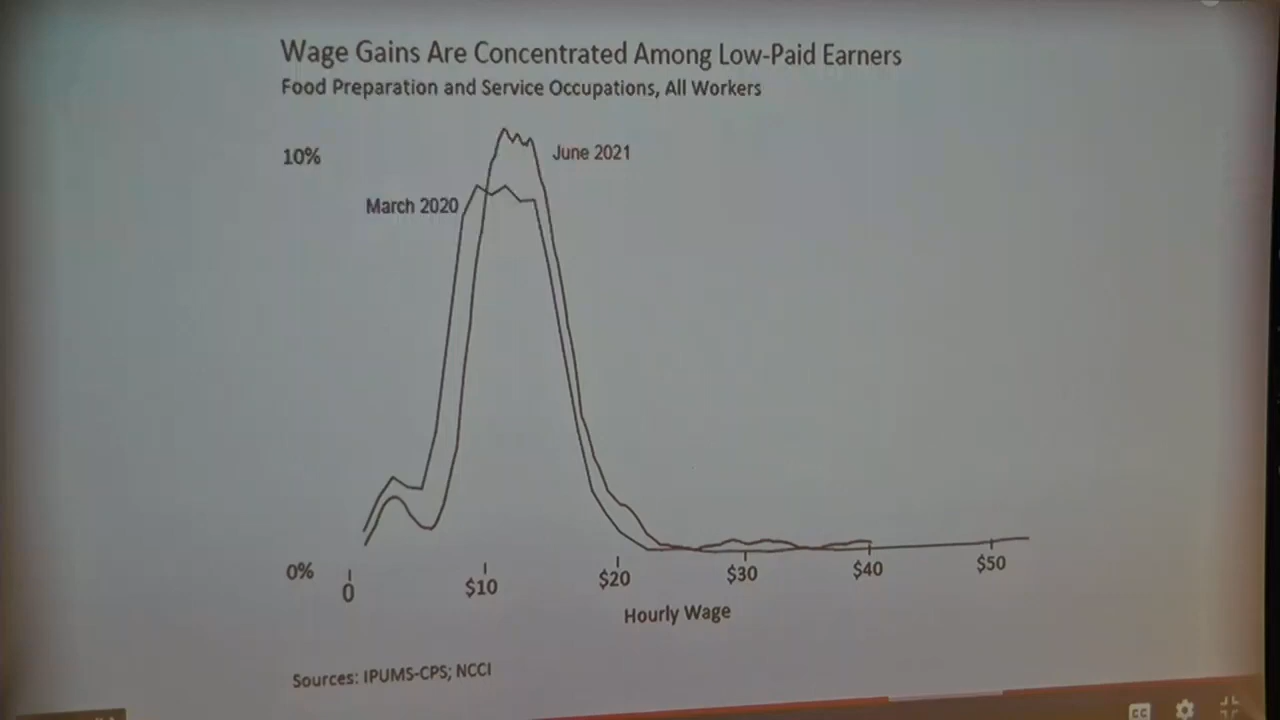 Wage Gains Are Concentrated Among Low-Paid Earners
Food Preparation and Service Occupations, All Workers
10%
June 2021
March 2020
0%
0
$10
$20
$30
$40
$50
Hourly Wage
Sources: IPUMS-CPS; NCCI
CC